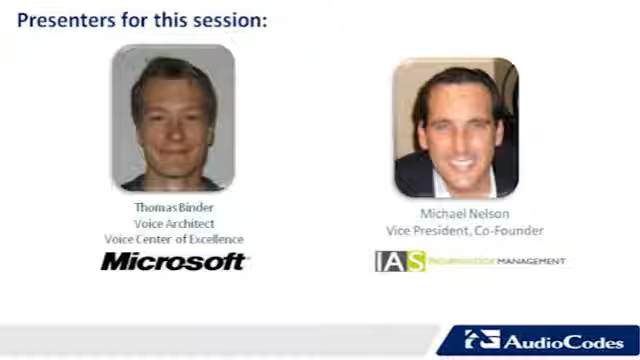 Presenters for this session:
Thomas Binder
Voice Architect
Voice Center of Excellence
Microsoft
Michael Nelson
Vice President, Co-Founder
IAS MANAGEMENT
AudioCodes